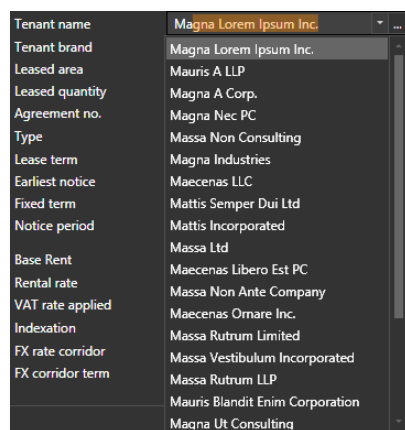 Tenant name
Magna Lorem Ipsum Inc.
...
Tenant brand
Leased area
Leased quantity
Agreement no.
Type
Lease term
Earliest notice
Fixed term
Notice period
Base Rent
Rental rate
VAT rate applied
Indexation
FX rate corridor
FX corridor term
Magna Lorem Ipsum Inc.
Mauris A LLP
Magna A Corp.
Magna Nec PC
Massa Non Consulting
Magna Industries
Maecenas LLC
Mattis Semper Dui Ltd
Mattis Incorporated
Massa Ltd
Maecenas Libero Est PC
Massa Non Ante Company
Maecenas Ornare Inc.
Massa Rutrum Limited
Massa Vestibulum Incorporated
Massa Rutrum LLP
Mauris Blandit Enim Corporation
Magna Ut Consulting